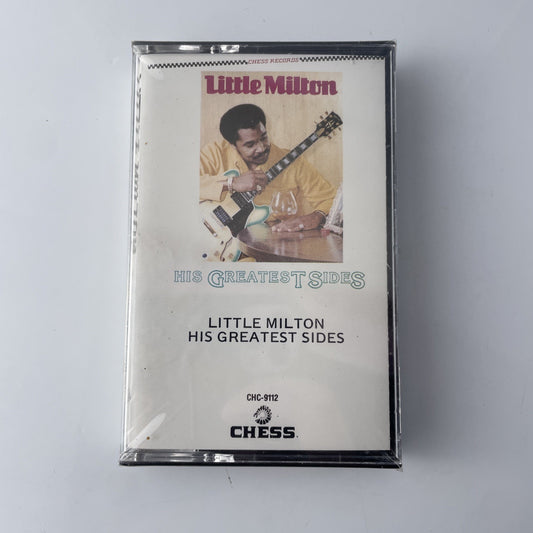 CHESS RECORDS
Little Milton
HIS GREATEST SIDES
LITTLE MILTON
HIS GREATEST SIDES
CHC-9112
CHESS